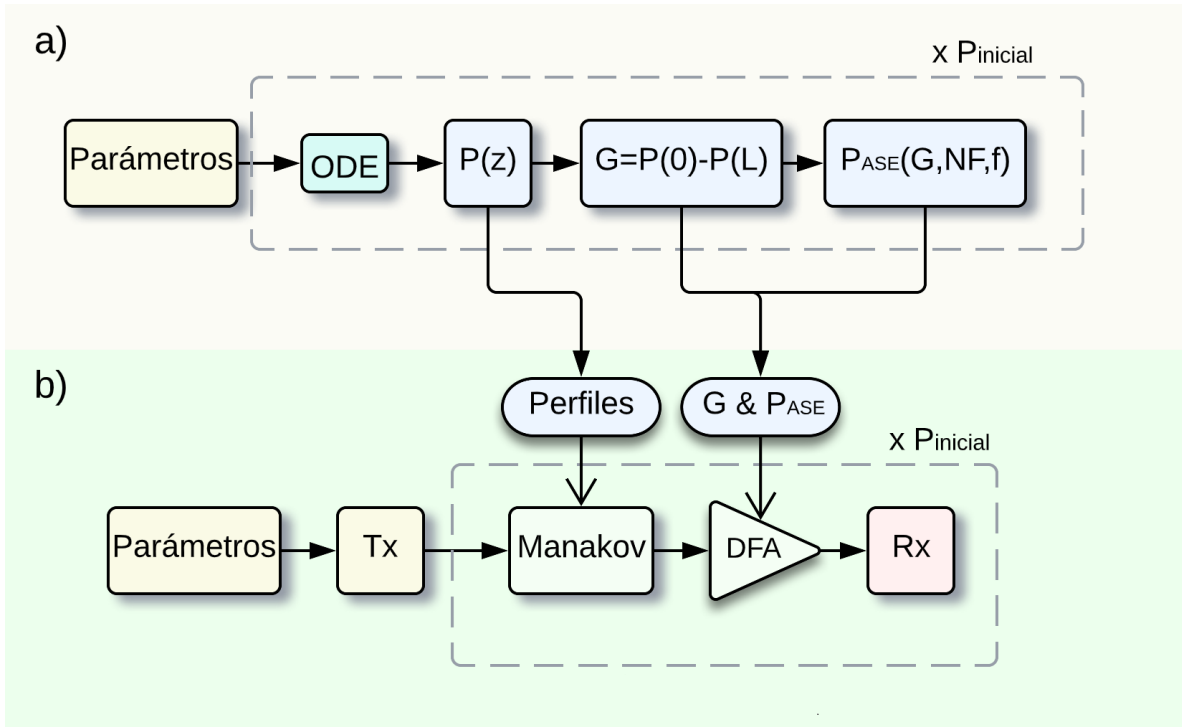 a)
x Pinicial
Parámetros
ODE
P(z)
G=P(0)-P(L)
PASE(G,NF,f)
b)
Perfiles
G & PASE
x Pinicial
Parámetros
Tx
Manakov
DFA
Rx